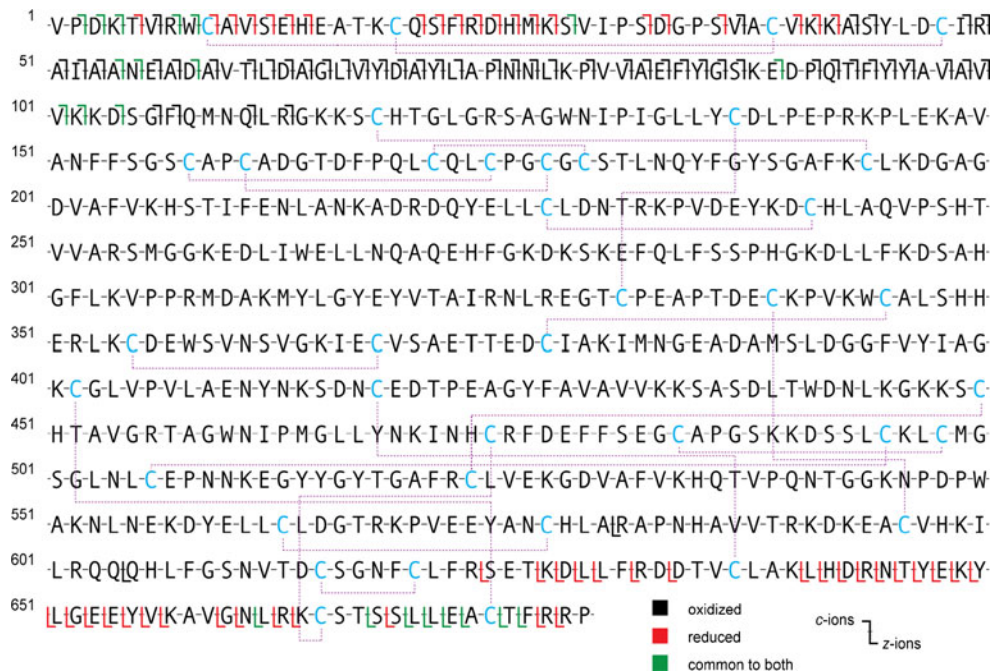 1 V-P-D-K-T-V-R-W-C-A-V-S-E-H-E-A-T-K-C-Q-S-F-R-D-H-M-K-S-V-I-P-S-D-G-P-S-V-A-C-V-K-K-A-S-Y-L-D-C-I-R
51 A-I-A-A-N-E-A-D-A-V-T-L-D-A-G-L-V-Y-D-A-Y-L-A-P-N-N-L-K-P-V-V-A-E-F-Y-G-S-K-E-D-P-Q-T-F-Y-Y-A-V-A-V
101 V-K-K-D-S-G-F-Q-M-N-Q-L-R-G-K-K-S-C-H-T-G-L-G-R-S-A-G-W-N-I-P-I-G-L-L-Y-C-D-L-P-E-P-R-K-P-L-E-K-A-V
151 A-N-F-F-S-G-S-C-A-P-C-A-D-G-T-D-F-P-Q-L-C-Q-L-C-P-G-C-G-C-S-T-L-N-Q-Y-F-G-Y-S-G-A-F-K-C-L-K-D-G-A-G
201 D-V-A-F-V-K-H-S-T-I-F-E-N-L-A-N-K-A-D-R-D-Q-Y-E-L-L-C-L-D-N-T-R-K-P-V-D-E-Y-K-D-C-H-L-A-Q-V-P-S-H-T
251 V-V-A-R-S-M-G-G-K-E-D-L-I-W-E-L-L-N-Q-A-Q-E-H-F-G-K-D-K-S-K-E-F-Q-L-F-S-S-P-H-G-K-D-L-L-F-K-D-S-A-H
301 G-F-L-K-V-P-P-R-M-D-A-K-M-Y-L-G-Y-E-Y-V-T-A-I-R-N-L-R-E-G-T-C-P-E-A-P-T-D-E-C-K-P-V-K-W-C-A-L-S-H-H
351 E-R-L-K-C-D-E-W-S-V-N-S-V-G-K-I-E-C-V-S-A-E-T-T-E-D-C-I-A-K-I-M-N-G-E-A-D-A-M-S-L-D-G-G-F-V-Y-I-A-G
401 K-C-G-L-V-P-V-L-A-E-N-Y-N-K-S-D-N-C-E-D-T-P-E-A-G-Y-F-A-V-A-V-V-K-K-S-A-S-D-L-T-W-D-N-L-K-G-K-K-S-C
451 H-T-A-V-G-R-T-A-G-W-N-I-P-M-G-L-L-Y-N-K-I-N-H-C-R-F-D-E-F-F-S-E-G-C-A-P-G-S-K-K-D-S-S-L-C-K-L-C-M-G
501 S-G-L-N-L-C-E-P-N-N-K-E-G-Y-Y-G-Y-T-G-A-F-R-C-L-V-E-K-G-D-V-A-F-V-K-H-Q-T-V-P-Q-N-T-G-G-K-N-P-D-P-W
551 A-K-N-L-N-E-K-D-Y-E-L-L-C-L-D-G-T-R-K-P-V-E-E-Y-A-N-C-H-L-A-R-A-P-N-H-A-V-V-T-R-K-D-K-E-A-C-V-H-K-I
601 L-R-Q-Q-Q-H-L-F-G-S-N-V-T-D-C-S-G-N-F-C-L-F-R-S-E-T-K-D-L-L-F-R-D-D-T-V-C-L-A-K-L-H-D-R-N-T-Y-E-K-Y
651 L-G-E-E-Y-V-K-A-V-G-N-L-R-K-C-S-T-S-S-L-L-E-A-C-T-F-R-R-P
oxidized
reduced
common to both
c-ions
z-ions